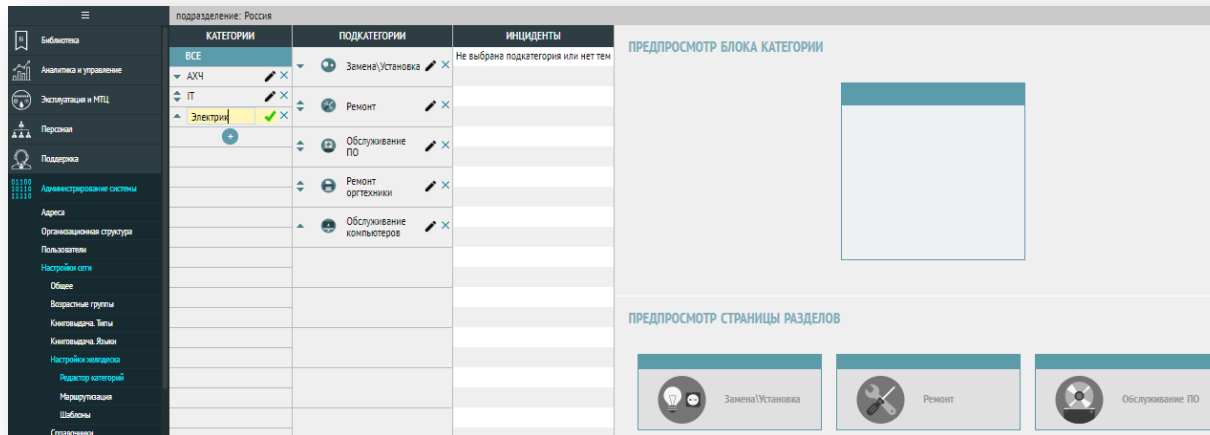 подразделение: Россия
Библиотека
Аналитика и управление
Эксплуатация и МТЦ
Персонал
Поддержка
01100
10110
11110
Администрирование системы
Адреса
Организационная структура
Пользователи
Настройки сети
Общее
Возрастные группы
Книговыдача. Типы
Книговыдача. Языки
Настройки хелпдеска
Редактор категорий
Маршрутизация
Шаблоны
Справочники
КАТЕГОРИИ
ВСЕ
АХЧ
IT
Электрик
ПОДКАТЕГОРИИ
Замена\Установка
Ремонт
Обслуживание
ПО
Ремонт
оргтехники
Обслуживание
компьютеров
ИНЦИДЕНТЫ
Не выбрана подкатегория или нет тем
ПРЕДПРОСМОТР БЛОКА КАТЕГОРИИ
ПРЕДПРОСМОТР СТРАНИЦЫ РАЗДЕЛОВ
Замена\Установка
Ремонт
Обслуживание ПО